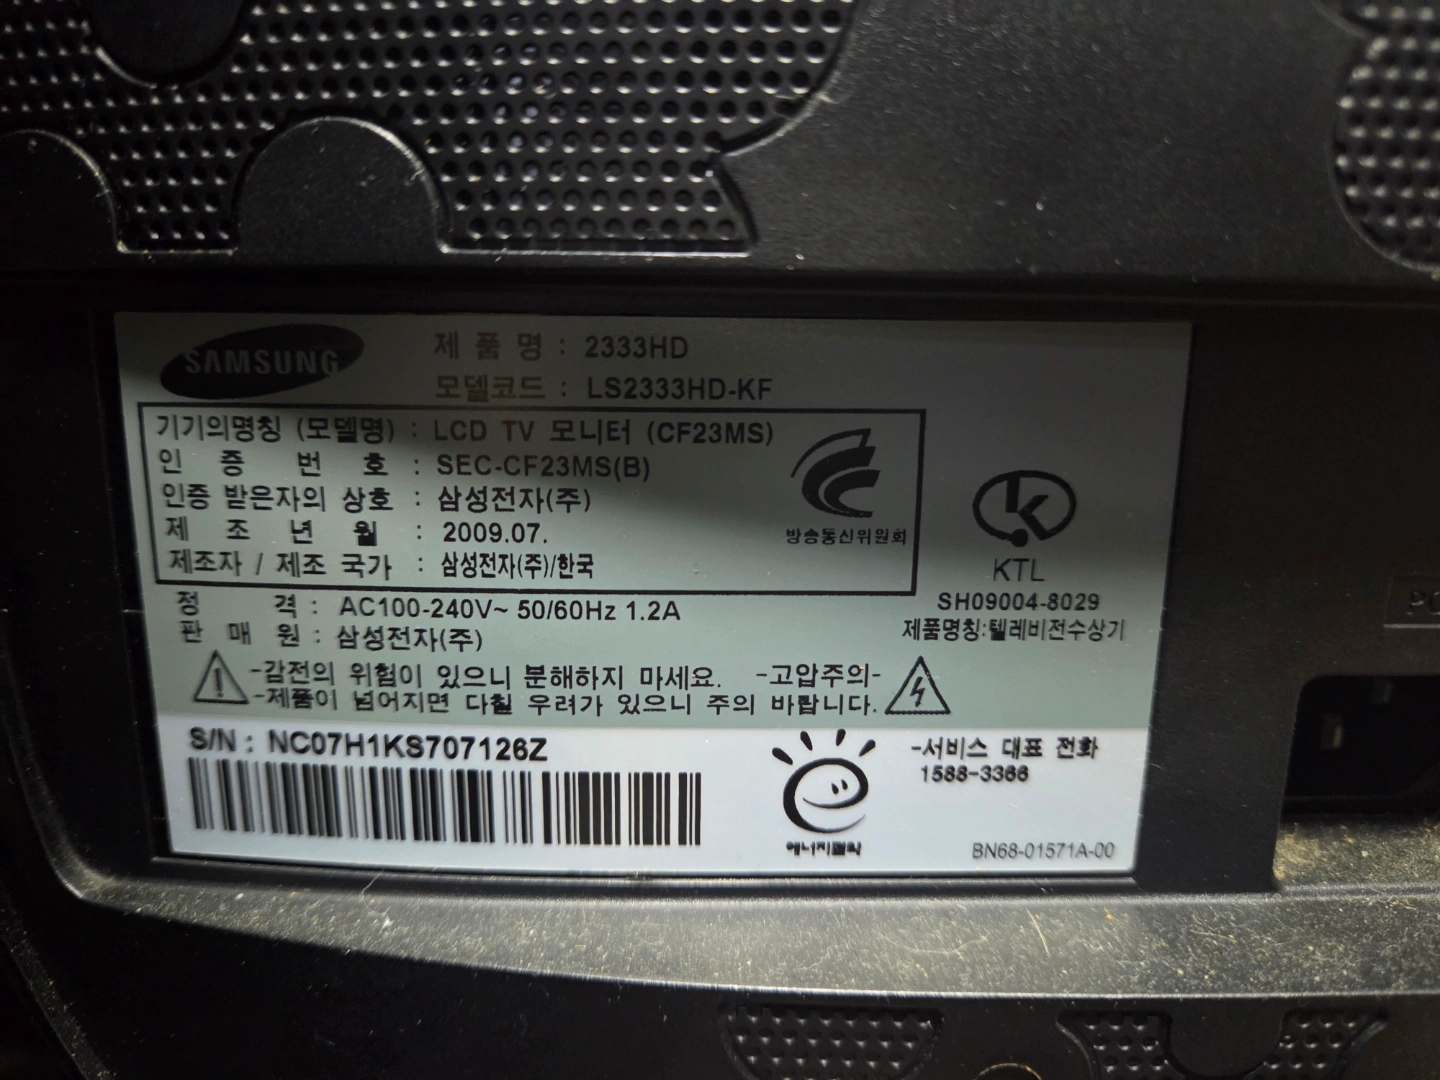 SAMSUNG
제 품 명 : 2333HD
모델코드 : LS2333HD-KF
기기의명칭 (모델명) : LCD TV 모니터 (CF23MS)
인 증 번 호 : SEC-CF23MS(B)
인증 받은자의 상호 : 삼성전자(주)
제 조 년 월 : 2009.07.
제조자 / 제조 국가 : 삼성전자(주)/한국
방송통신위원회
KTL
SH09004-8029
제품명칭:텔레비전수상기
정 격 : AC100-240V~ 50/60Hz 1.2A
판 매 원 : 삼성전자(주)
-감전의 위험이 있으니 분해하지 마세요. -고압주의-
-제품이 넘어지면 다칠 우려가 있으니 주의 바랍니다.
S/N : NC07H1KS707126Z
에너지절약
-서비스 대표 전화
1588-3366
BN68-01571A-00